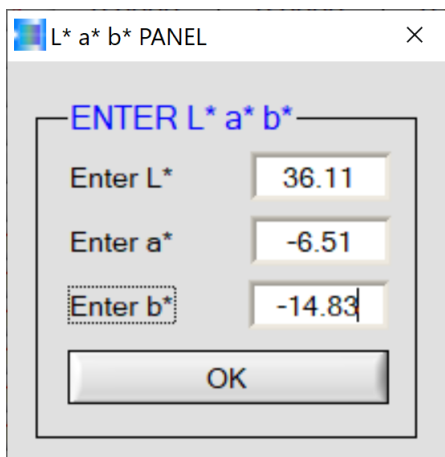 L* a* b* PANEL
ENTER L* a* b*
Enter L* 36.11
Enter a* -6.51
Enter b* -14.83
OK